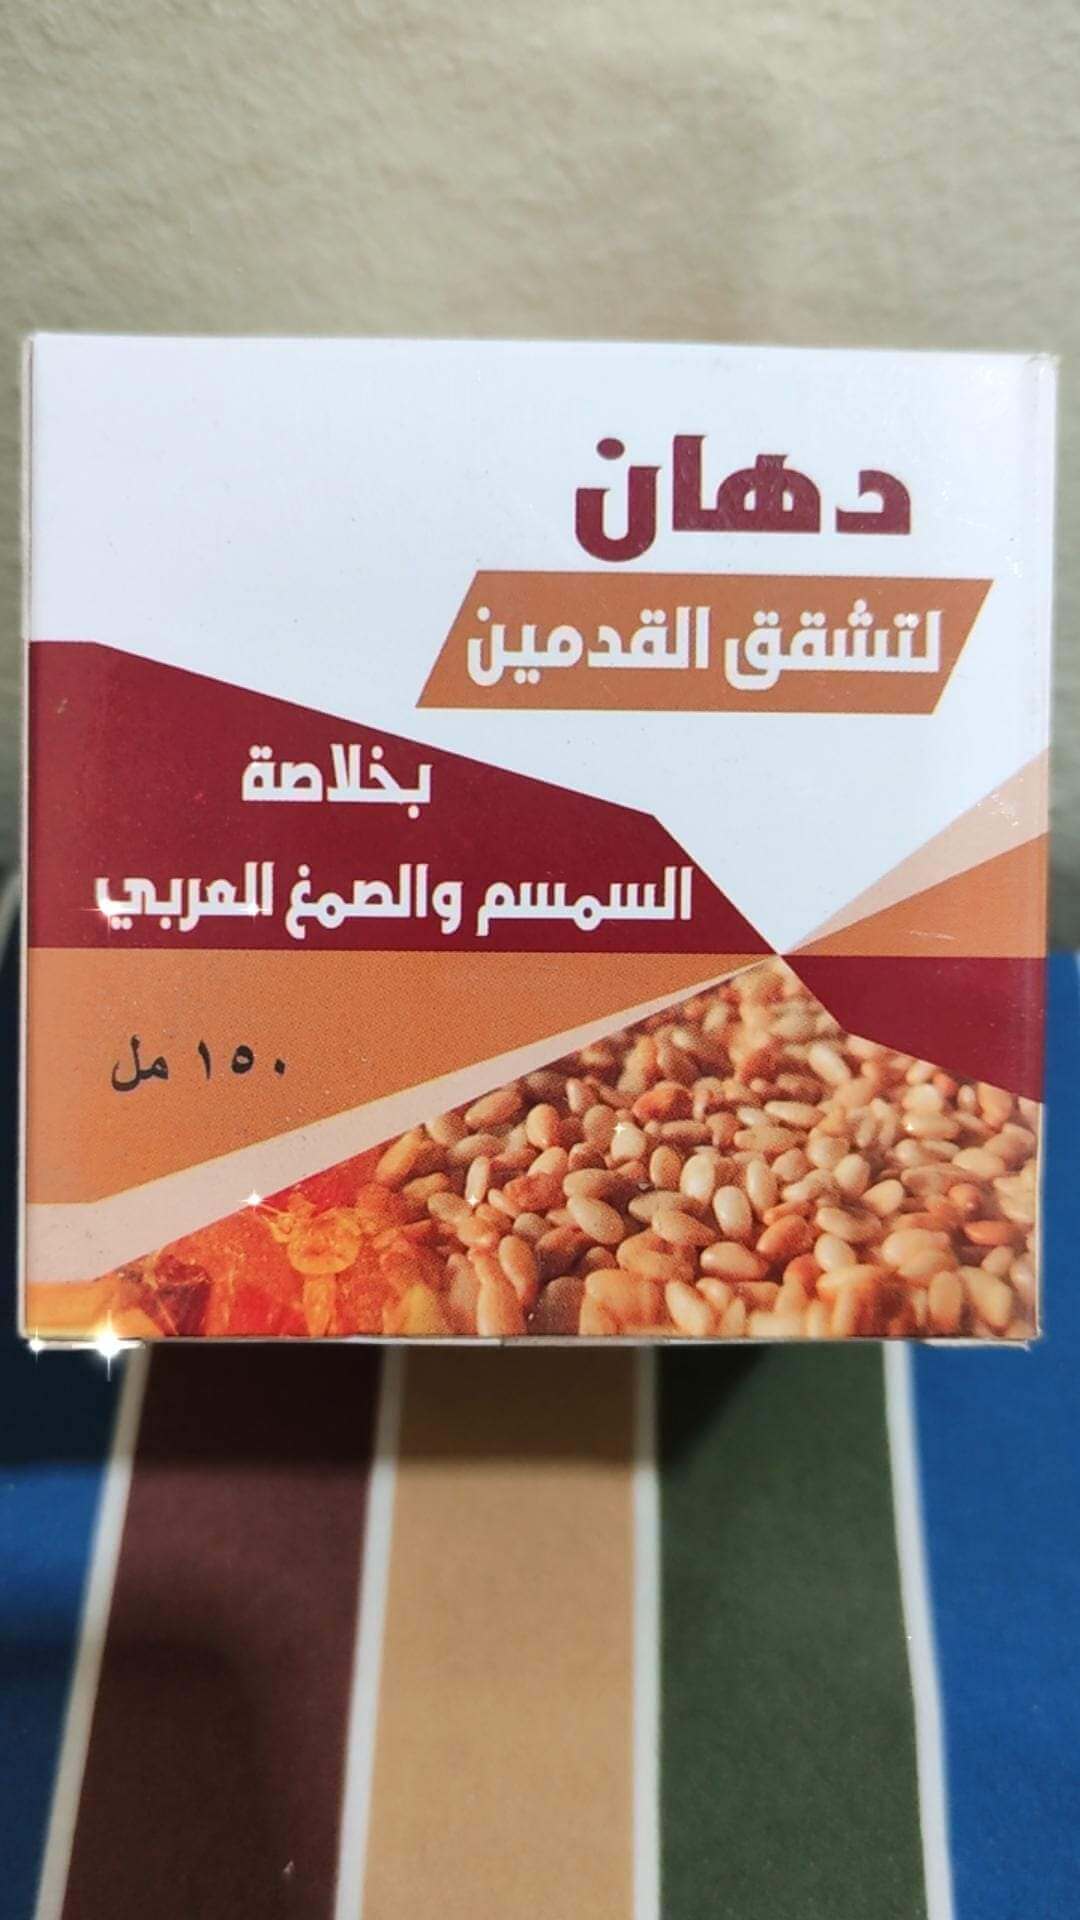 دهان
لتشقق القدمين
بخلاصة
السمسم والصمغ العربي
١٥٠ مل